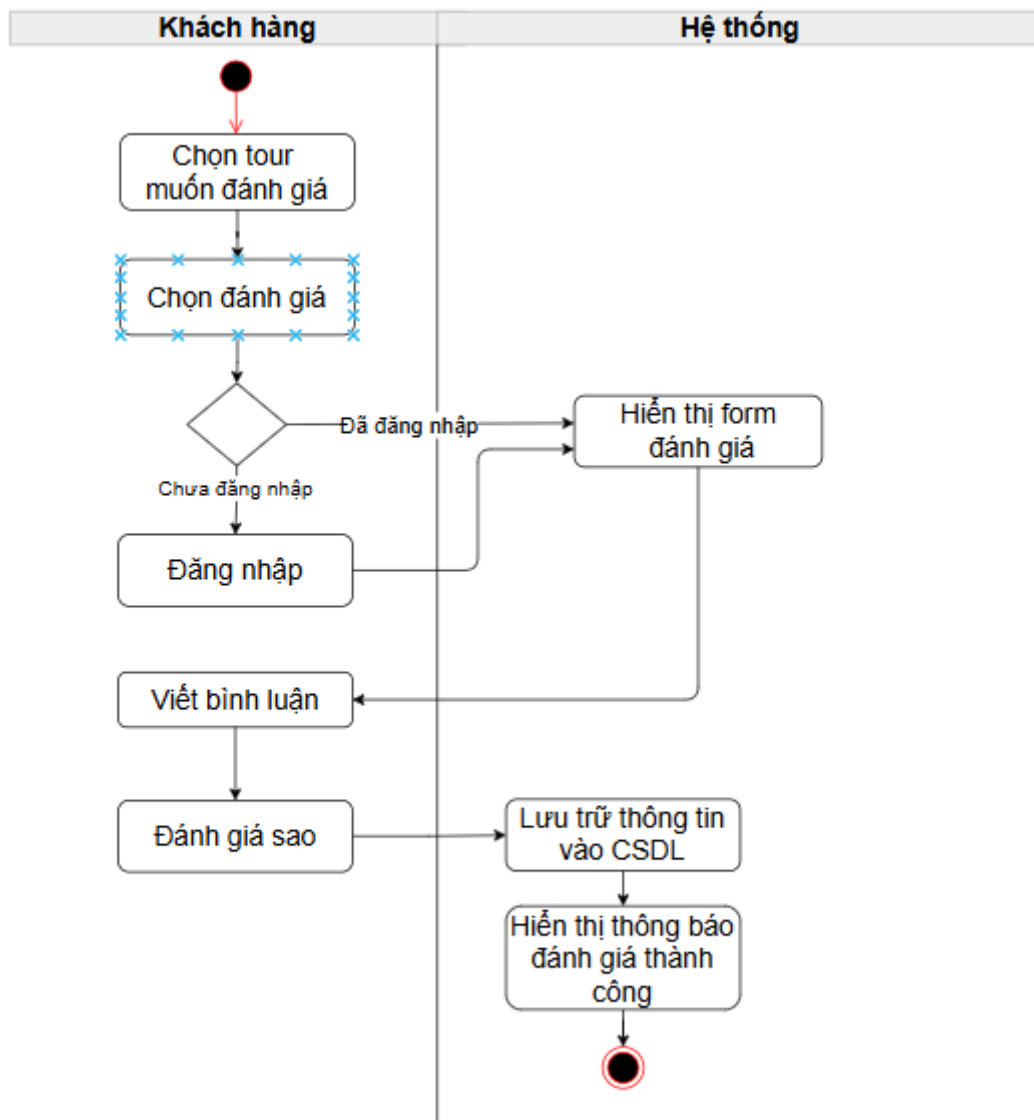 Khách hàng
Hệ thống
Chọn tour
muốn đánh giá
Chọn đánh giá
Đã đăng nhập
Hiển thị form
đánh giá
Chưa đăng nhập
Đăng nhập
Viết bình luận
Đánh giá sao
Lưu trữ thông tin
vào CSDL
Hiển thị thông báo
đánh giá thành
công